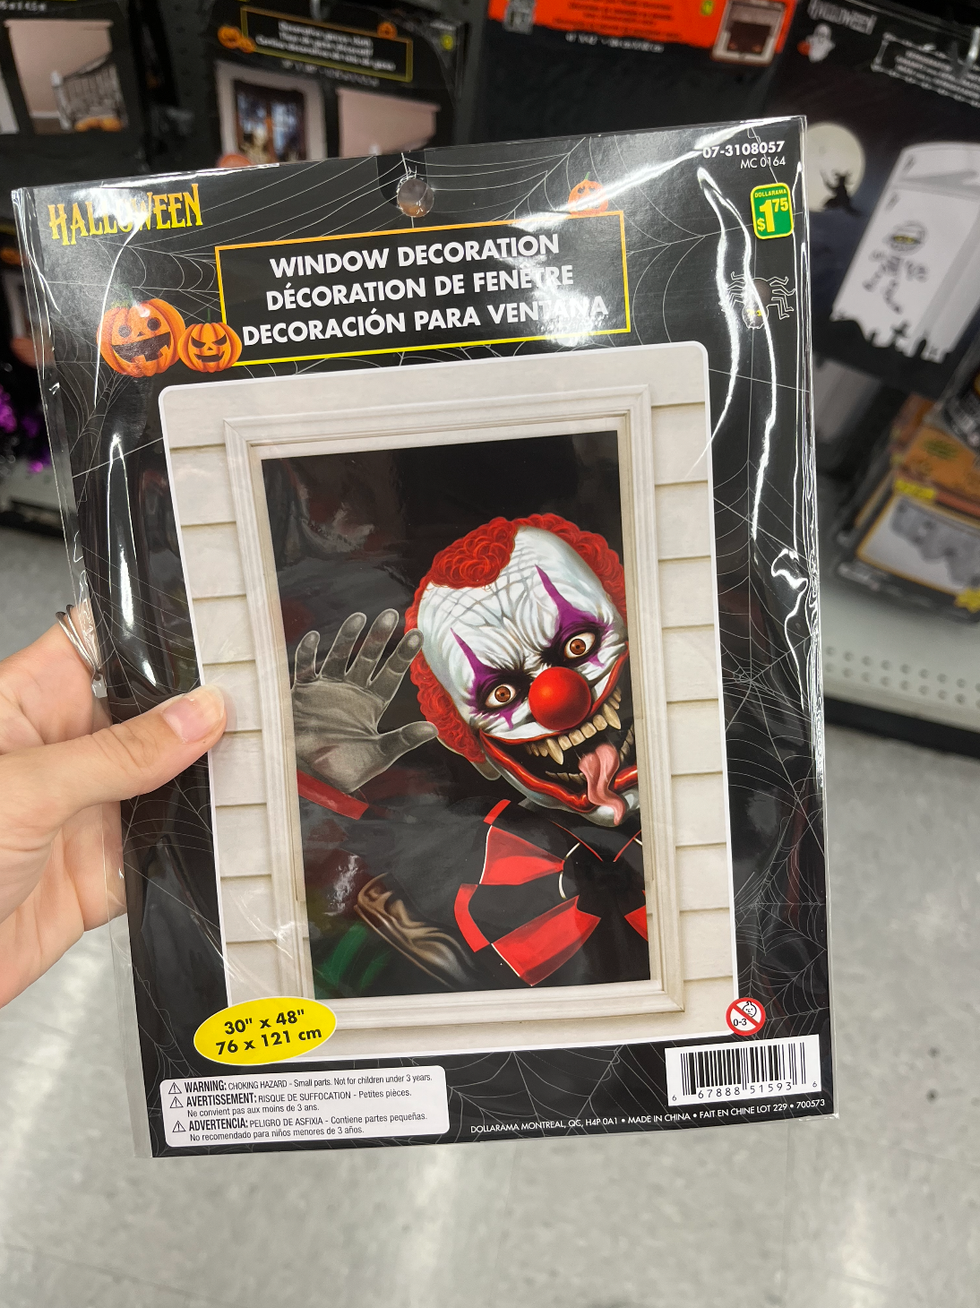 07-3108057
MC 0164
HALLOWEEN
DOLLARAMA
$1.75
WINDOW DECORATION
DÉCORATION DE FENÊTRE
DECORACIÓN PARA VENTANA
30" x 48"
76 x 121 cm
0-3
WARNING: CHOKING HAZARD - Small parts. Not for children under 3 years.
AVERTISSEMENT: RISQUE DE SUFFOCATION - Petites pièces.
Ne convient pas aux moins de 3 ans.
ADVERTENCIA: PELIGRO DE ASFIXIA - Contiene partes pequeñas.
No recomendado para niños menores de 3 años.
6 67888 51593 6
DOLLARAMA MONTREAL, QC, H4P 0A1 • MADE IN CHINA • FAIT EN CHINE LOT 229 • 700573
HALLOWEEN